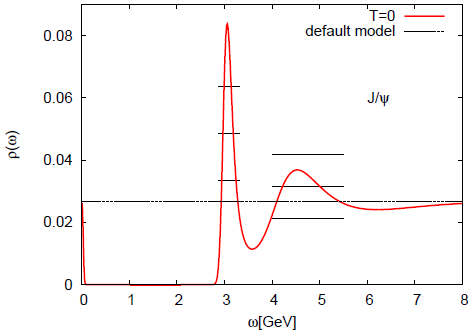 T=0
default model
J/ψ
ρ(ω)
0.08
0.06
0.04
0.02
0
0 1 2 3 4 5 6 7 8
ω[GeV]